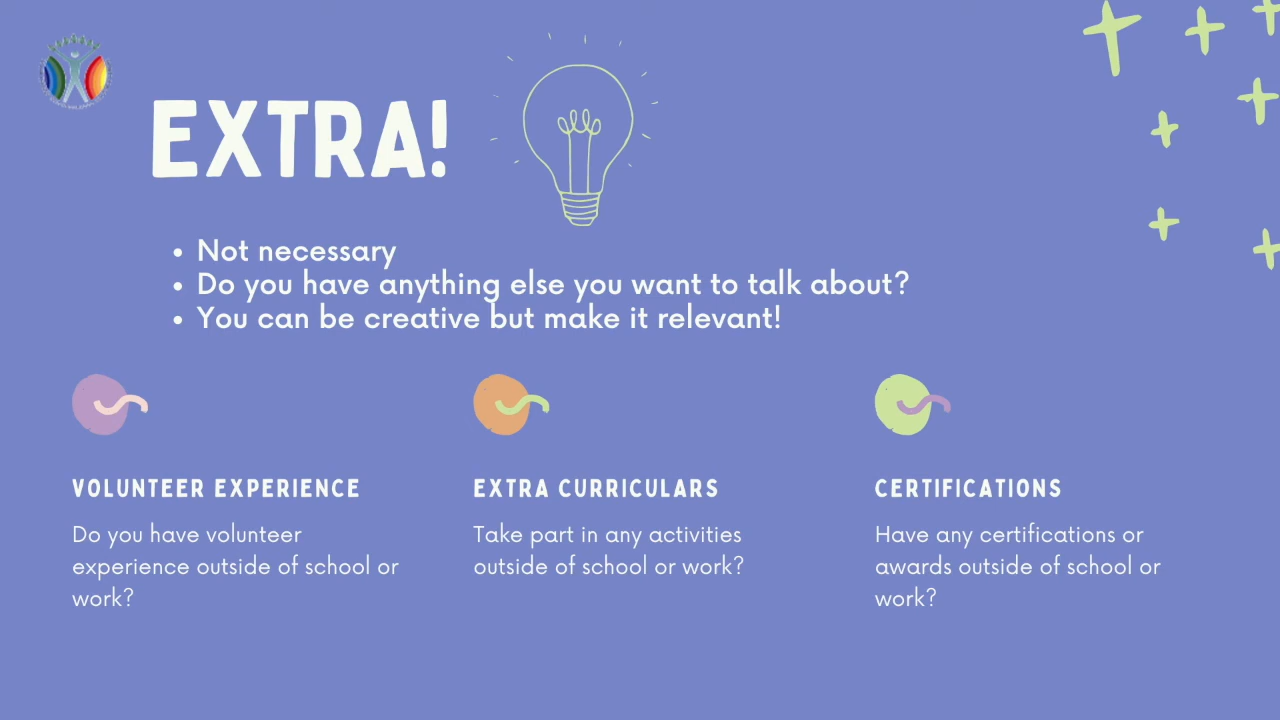 EXTRA!
• Not necessary
• Do you have anything else you want to talk about?
• You can be creative but make it relevant!
VOLUNTEER EXPERIENCE
Do you have volunteer
experience outside of school or
work?
EXTRA CURRICULARS
Take part in any activities
outside of school or work?
CERTIFICATIONS
Have any certifications or
awards outside of school or
work?